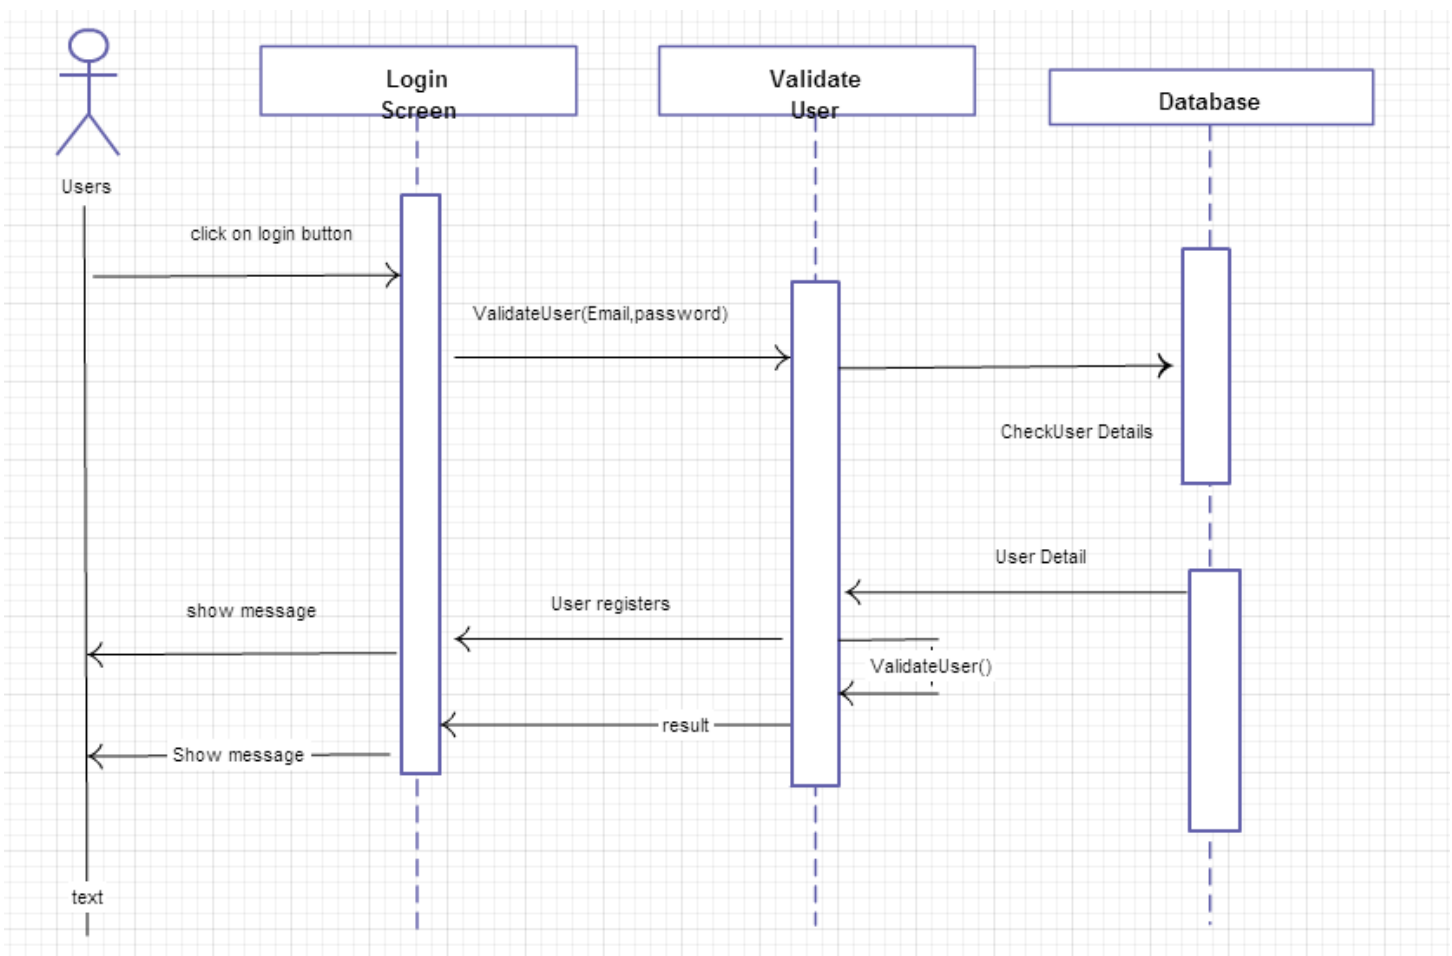 Login
Screen
Validate
User
Database
Users
click on login button
ValidateUser(Email,password)
CheckUser Details
User Detail
User registers
show message
ValidateUser()
result
Show message
text